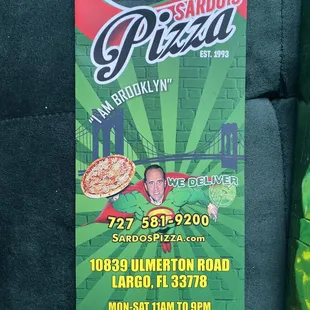 SARDO'S
Pizza
EST. 1993
"I AM BROOKLYN"
WE DELIVER
727 581-9200
SARDOSPIZZA.COM
10839 ULMERTON ROAD
LARGO, FL 33778
MON-SAT 11AM TO 9PM